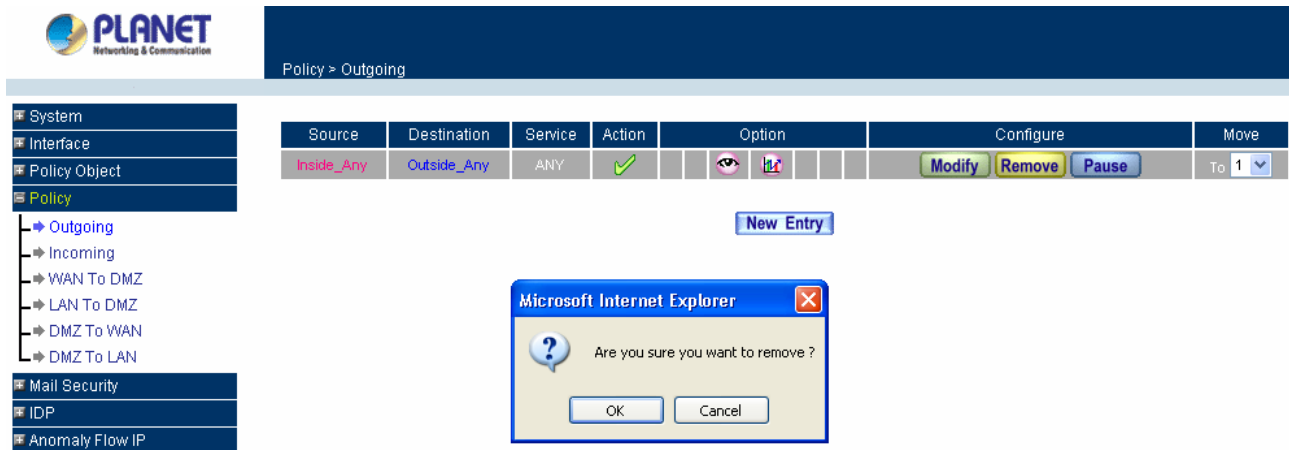 PLANET
Networking & Communication
Policy > Outgoing
System
Interface
Policy Object
Policy
Outgoing
Incoming
WAN To DMZ
LAN To DMZ
DMZ To WAN
DMZ To LAN
Mail Security
IDP
Anomaly Flow IP
Source Destination Service Action Option Configure Move
Inside_Any Outside_Any ANY Modify Remove Pause To 1
New Entry
Microsoft Internet Explorer
Are you sure you want to remove ?
OK Cancel